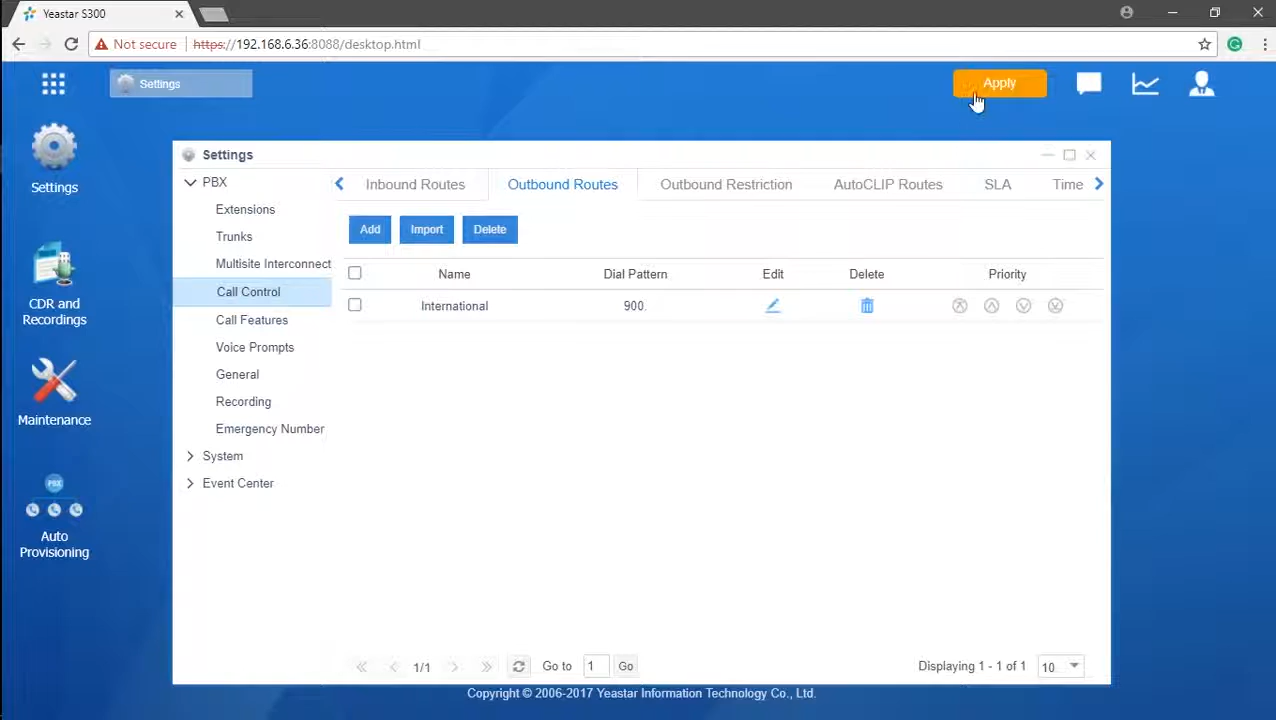 Yeastar S300
Not secure https://192.168.6.36:8088/desktop.html
Settings
Apply
Settings
CDR and
Recordings
Maintenance
PBX
Auto
Provisioning
Settings
PBX
Extensions
Trunks
Multisite Interconnect
Call Control
Call Features
Voice Prompts
General
Recording
Emergency Number
System
Event Center
Inbound Routes Outbound Routes Outbound Restriction AutoCLIP Routes SLA Time
Add Import Delete
Name Dial Pattern Edit Delete Priority
International 900.
1/1 Go to 1 Go Displaying 1 - 1 of 1 10
Copyright © 2006-2017 Yeastar Information Technology Co., Ltd.